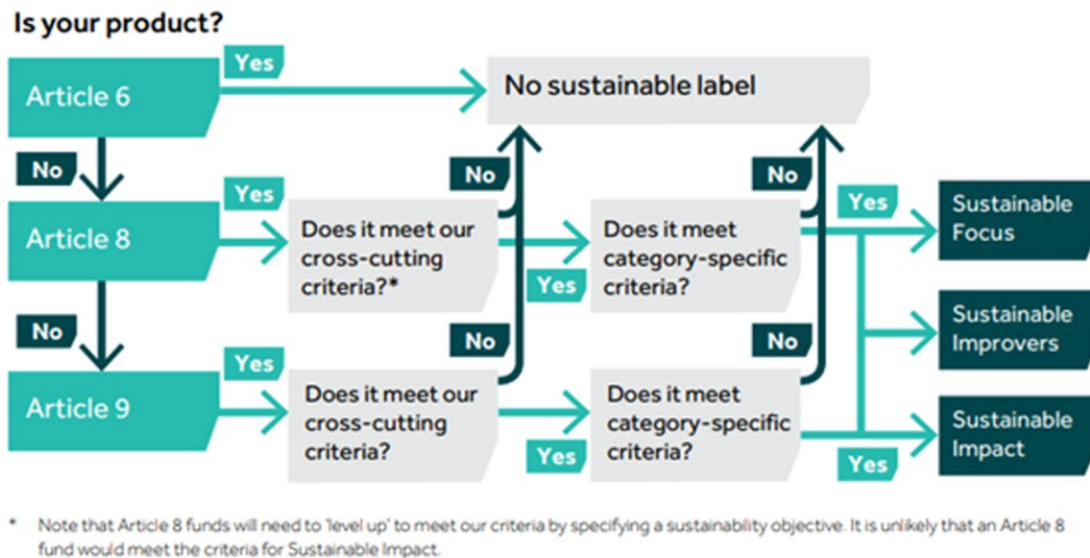 Is your product?
Article 6
Yes
No sustainable label
No
Article 8
Yes
Does it meet our
cross-cutting
criteria?*
No
Yes
Does it meet
category-specific
criteria?
No
Yes
Sustainable
Focus
Sustainable
Improvers
No
Article 9
Yes
Does it meet our
cross-cutting
criteria?
No
Yes
Does it meet
category-specific
criteria?
No
Yes
Sustainable
Impact
* Note that Article 8 funds will need to 'level up' to meet our criteria by specifying a sustainability objective. It is unlikely that an Article 8
fund would meet the criteria for Sustainable Impact.